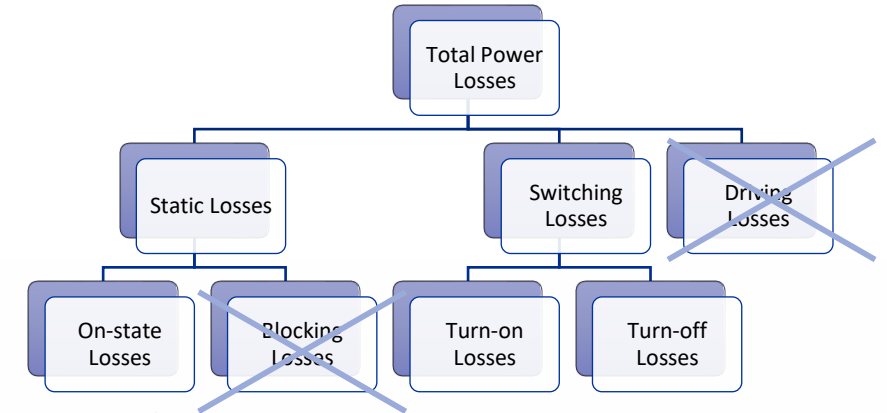 Total Power
Losses
Static Losses
Switching
Losses
Driving
Losses
On-state
Losses
Blocking
Losses
Turn-on
Losses
Turn-off
Losses